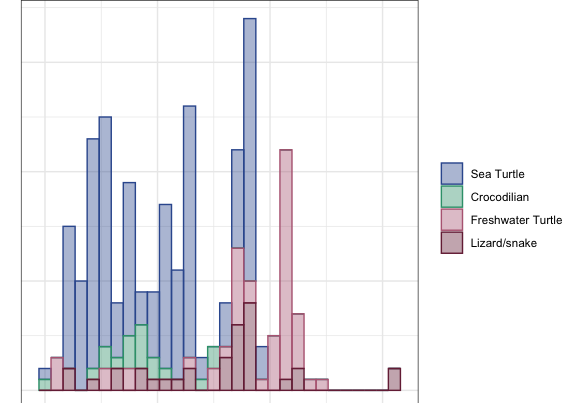 Sea Turtle
Crocodilian
Freshwater Turtle
Lizard/snake